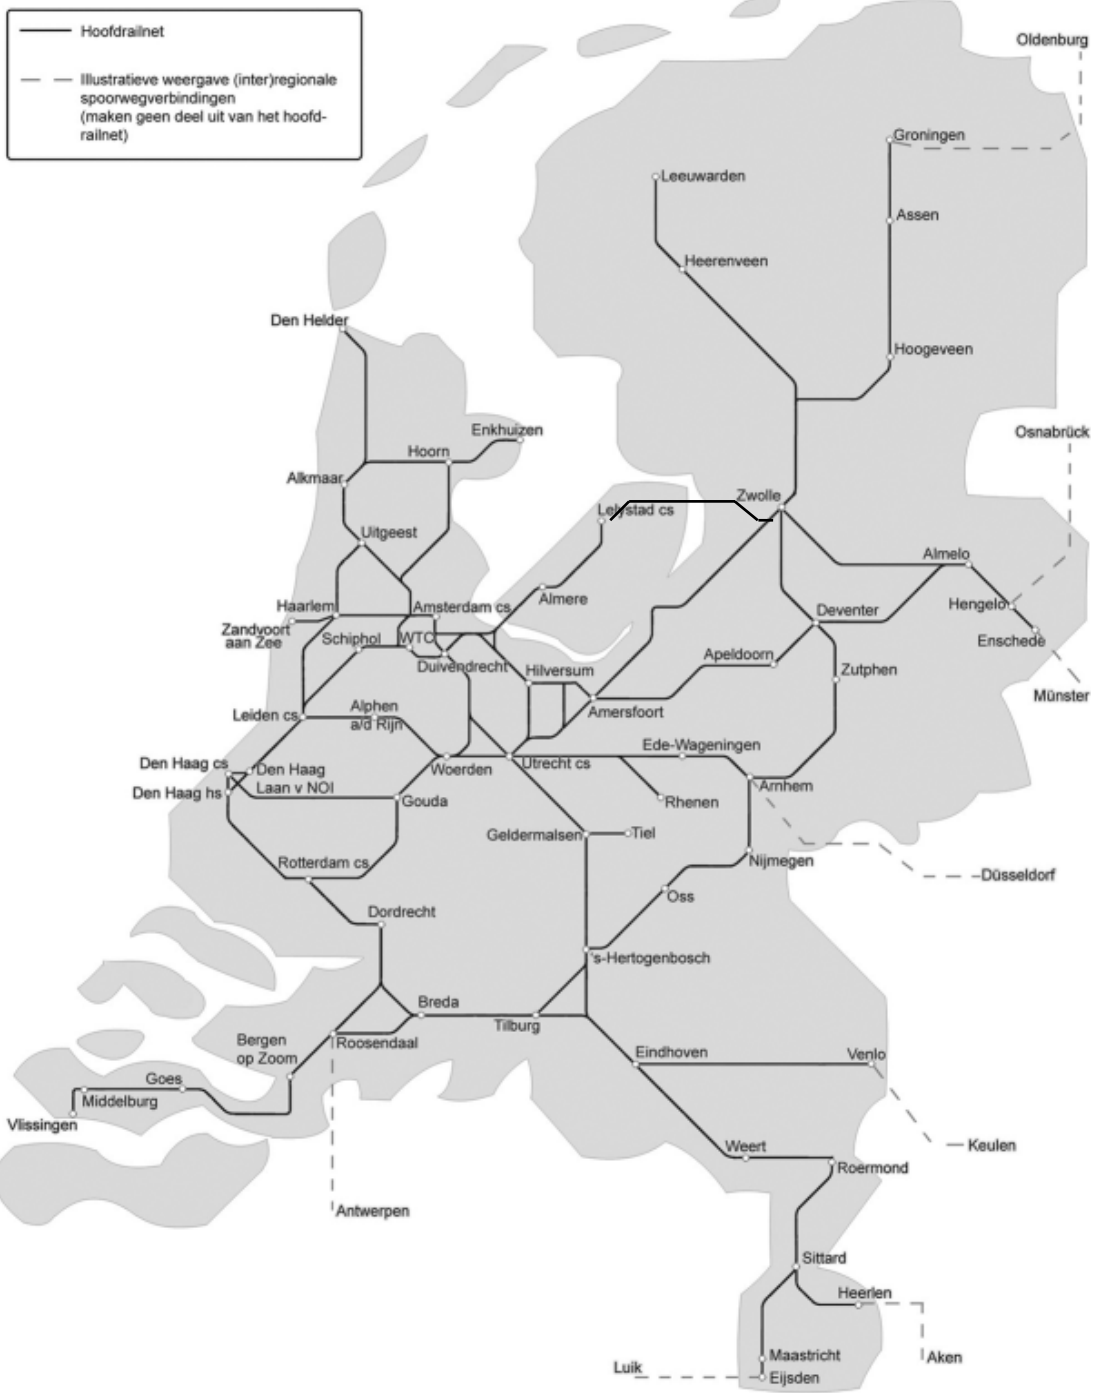 Hoofdrailnet
Illustratieve weergave (inter)regionale
spoorwegverbindingen
(maken geen deel uit van het hoofd-
railnet)
Oldenburg
Groningen
Leeuwarden
Assen
Heerenveen
Den Helder
Hoogeveen
Enkhuizen
Osnabrück
Hoorn
Alkmaar
Zwolle
Lelystad cs
Uitgeest
Almelo
Almere
Haarlem
Amsterdam cs
Hengelo
Deventer
Zandvoort
aan Zee
Schiphol
WTC
Enschede
Duivendrecht
Hilversum
Apeldoorn
Zutphen
Münster
Leiden cs
Alphen
a/d Rijn
Amersfoort
Ede-Wageningen
Den Haag cs
Den Haag
Laan v NOI
Woerden
Utrecht cs
Arnhem
Den Haag hs
Gouda
Rhenen
Geldermalsen
Tiel
Rotterdam cs
Nijmegen
Düsseldorf
Oss
Dordrecht
's-Hertogenbosch
Breda
Tilburg
Bergen
op Zoom
Roosendaal
Eindhoven
Venlo
Goes
Middelburg
Vlissingen
Weert
Keulen
Roermond
Antwerpen
Sittard
Heerlen
Maastricht
Aken
Luik
Eijsden